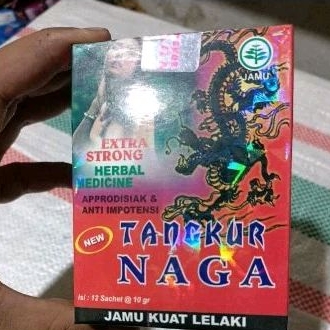 JAMU
EXTRA
STRONG
HERBAL
MEDICINE
APPRODISIAK &
ANTI IMPOTENSI
NEW
TANGKUR
NAGA
Isi : 12 Sachet @ 10 gr
JAMU KUAT LELAKI